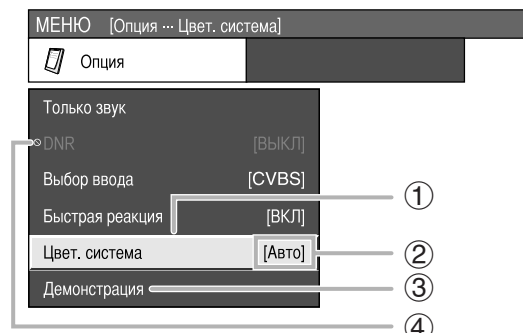 МЕНЮ [Опция ··· Цвет. система]
Опция
Только звук
DNR [ВЫКЛ]
Выбор ввода [CVBS]
Быстрая реакция [ВКЛ]
①
Цвет. система [Авто] ②
Демонстрация ③
④